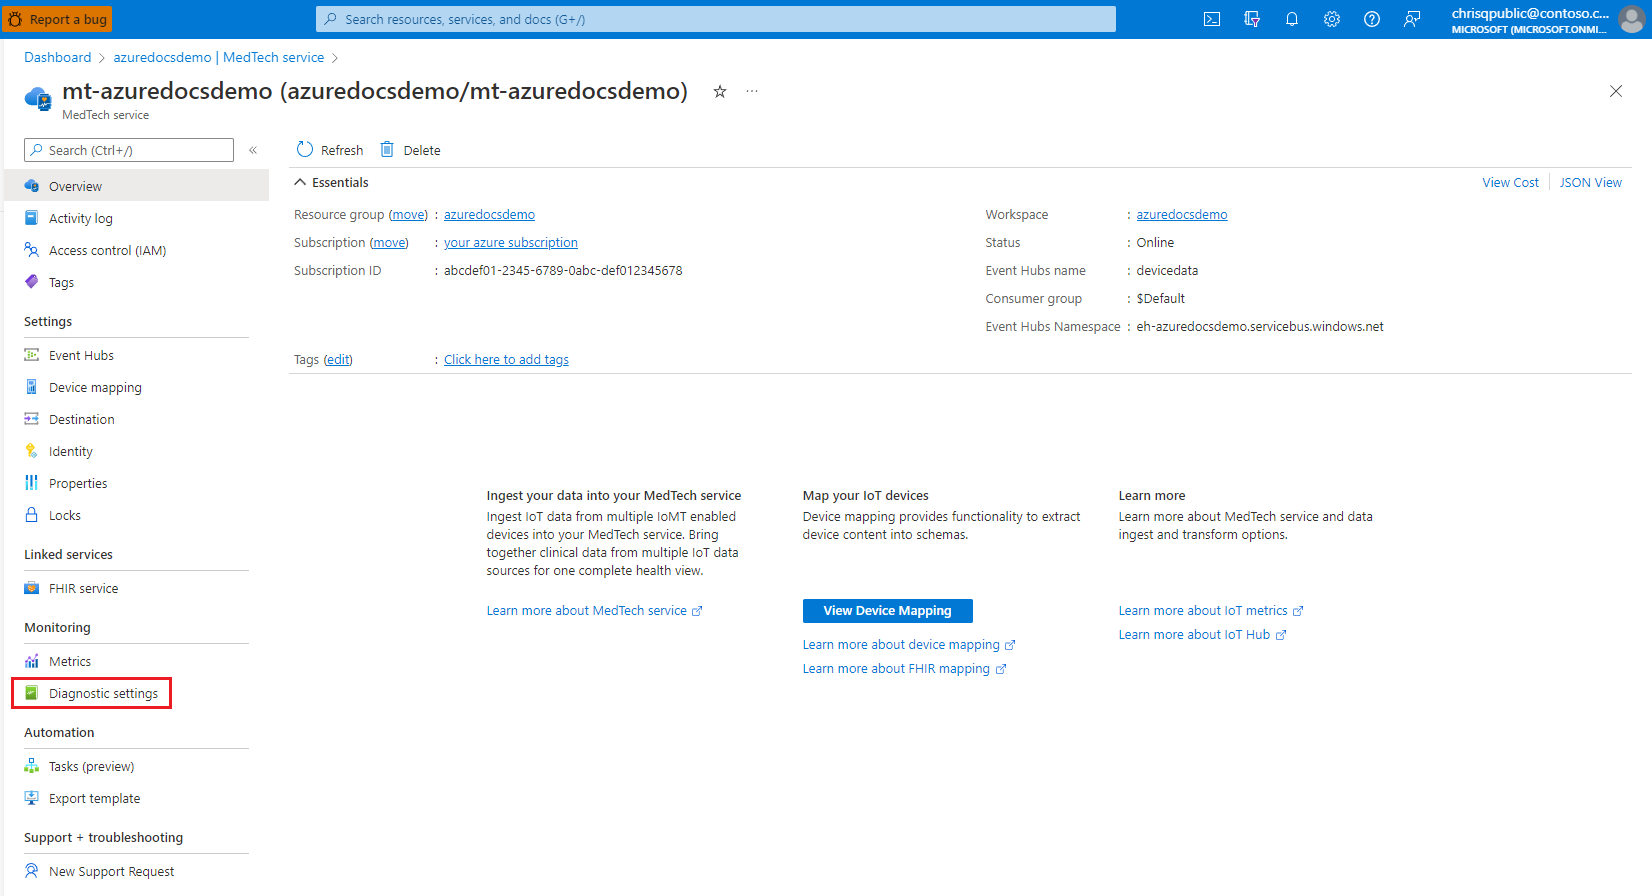 Report a bug
Search resources, services, and docs (G+/)
chrisqpublic@contoso.c...
MICROSOFT (MICROSOFT.ONMI...
Dashboard > azuredocsdemo | MedTech service >
mt-azuredocsdemo (azuredocsdemo/mt-azuredocsdemo) ...
MedTech service
Search (Ctrl+/) «
Overview
Activity log
Access control (IAM)
Tags
Settings
Event Hubs
Device mapping
Destination
Identity
Properties
Locks
Linked services
FHIR service
Monitoring
Metrics
Diagnostic settings
Automation
Tasks (preview)
Export template
Support + troubleshooting
New Support Request
Refresh Delete
Essentials
View Cost JSON View
Resource group (move) : azuredocsdemo
Subscription (move) : your azure subscription
Subscription ID : abcdef01-2345-6789-0abc-def012345678
Workspace : azuredocsdemo
Status : Online
Event Hubs name : devicedata
Consumer group : $Default
Event Hubs Namespace : eh-azuredocsdemo.servicebus.windows.net
Tags (edit) : Click here to add tags
Ingest your data into your MedTech service
Ingest IoT data from multiple IoMT enabled
devices into your MedTech service. Bring
together clinical data from multiple IoT data
sources for one complete health view.
Learn more about MedTech service
Map your IoT devices
Device mapping provides functionality to extract
device content into schemas.
View Device Mapping
Learn more about device mapping
Learn more about FHIR mapping
Learn more
Learn more about MedTech service and data
ingest and transform options.
Learn more about IoT metrics
Learn more about IoT Hub